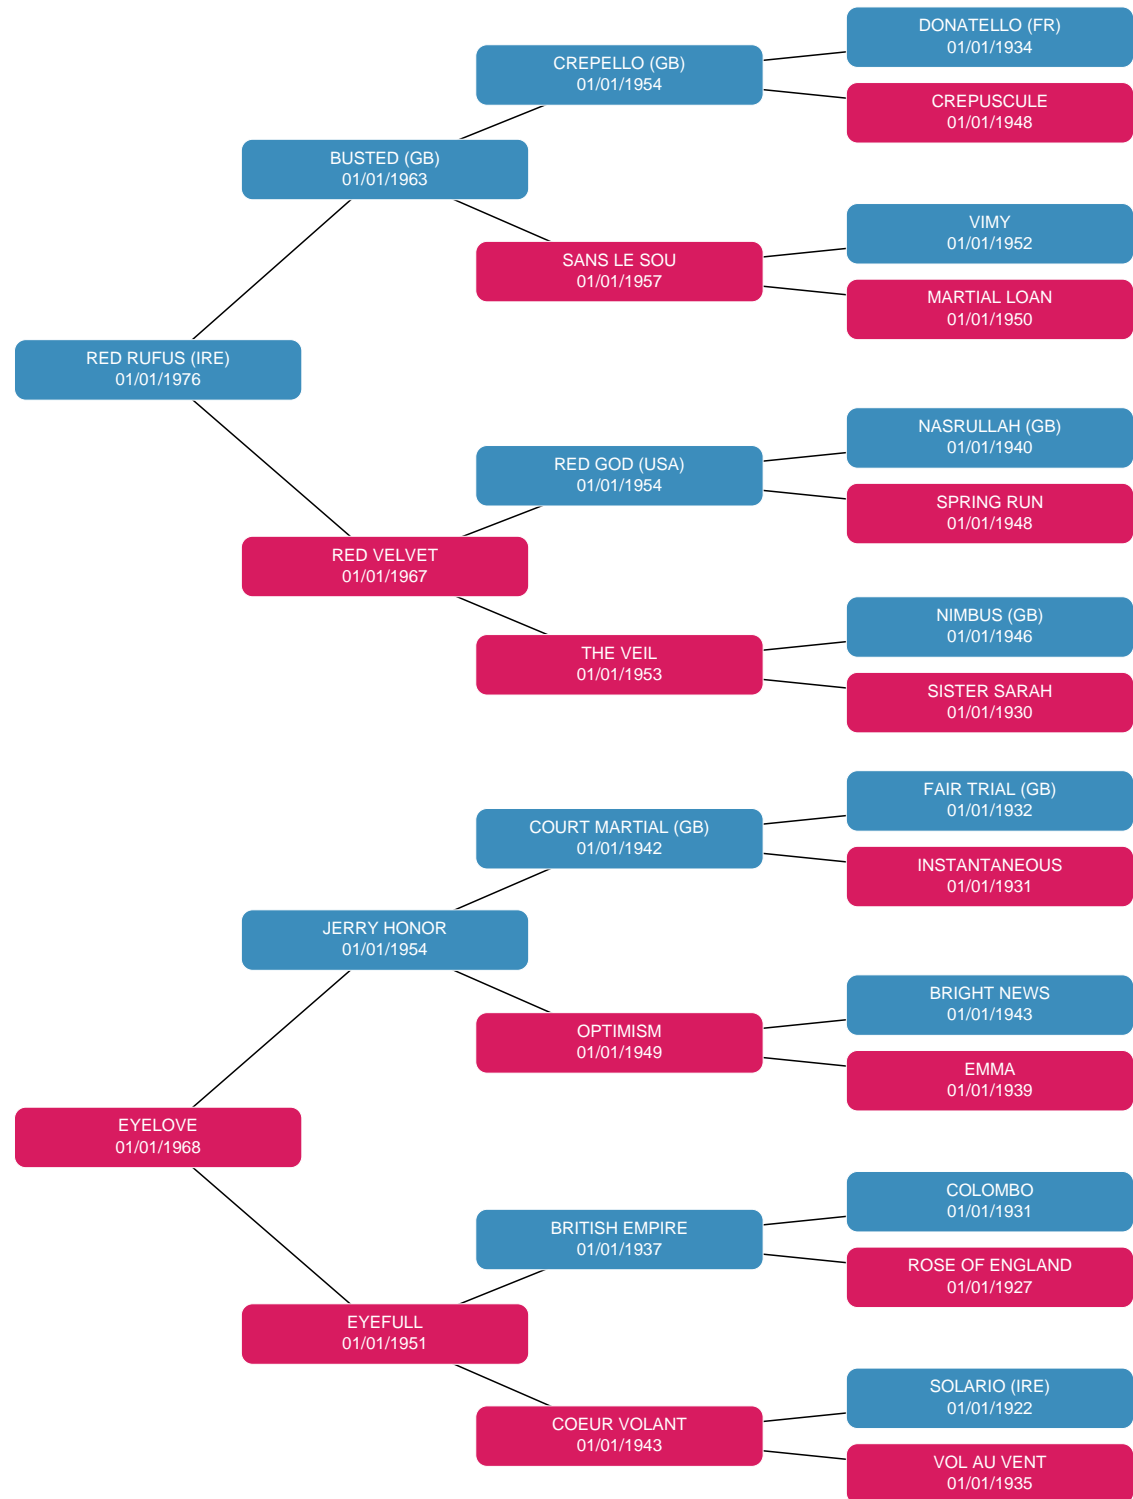 DONATELLO (FR)
01/01/1934
CREPELLO (GB)
01/01/1954
CREPUSCULE
01/01/1948
BUSTED (GB)
01/01/1963
VIMY
01/01/1952
SANS LE SOU
01/01/1957
MARTIAL LOAN
01/01/1950
RED RUFUS (IRE)
01/01/1976
NASRULLAH (GB)
01/01/1940
RED GOD (USA)
01/01/1954
SPRING RUN
01/01/1948
RED VELVET
01/01/1967
NIMBUS (GB)
01/01/1946
THE VEIL
01/01/1953
SISTER SARAH
01/01/1930
FAIR TRIAL (GB)
01/01/1932
COURT MARTIAL (GB)
01/01/1942
INSTANTANEOUS
01/01/1931
JERRY HONOR
01/01/1954
BRIGHT NEWS
01/01/1943
OPTIMISM
01/01/1949
EMMA
01/01/1939
EYELOVE
01/01/1968
COLOMBO
01/01/1931
BRITISH EMPIRE
01/01/1937
ROSE OF ENGLAND
01/01/1927
EYEFULL
01/01/1951
SOLARIO (IRE)
01/01/1922
COEUR VOLANT
01/01/1943
VOL AU VENT
01/01/1935